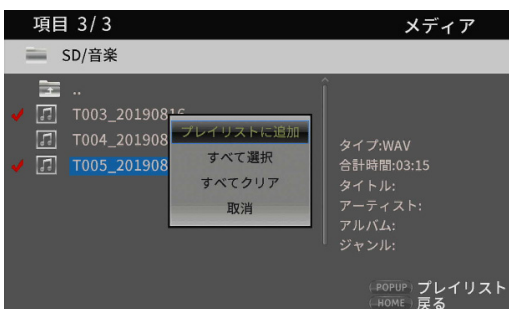 項目 3/3
メディア
SD/音楽
..
T003_20190816
T004_201908
T005_201908
プレイリストに追加
すべて選択
すべてクリア
取消
タイプ:WAV
合計時間:03:15
タイトル:
アーティスト:
アルバム:
ジャンル:
POPUP プレイリスト
HOME 戻る